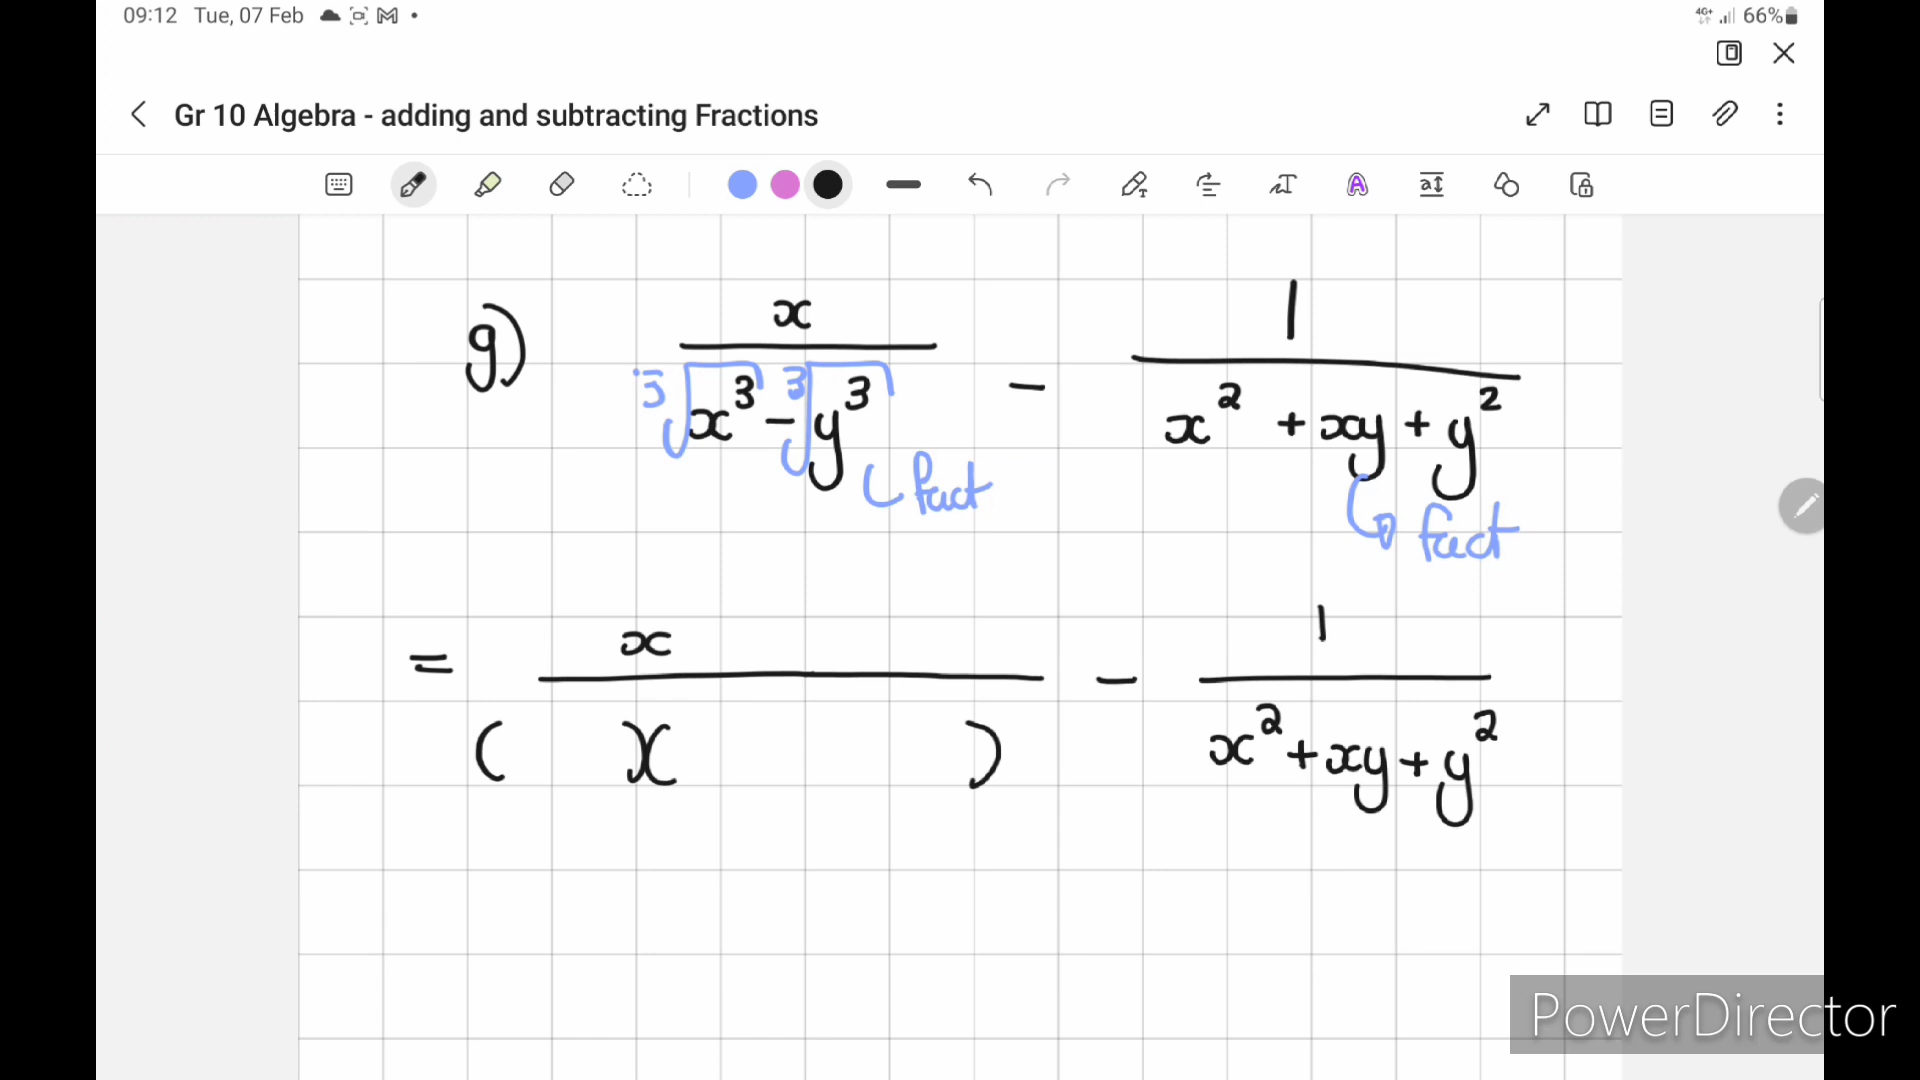 09:12 Tue, 07 Feb
4G+ 66%
Gr 10 Algebra - adding and subtracting Fractions
g) x/(∛x³ - ∛y³) - 1/(x² + xy + y²)
fact fact
= x/( )( ) - 1/(x² + xy + y²)
PowerDirector